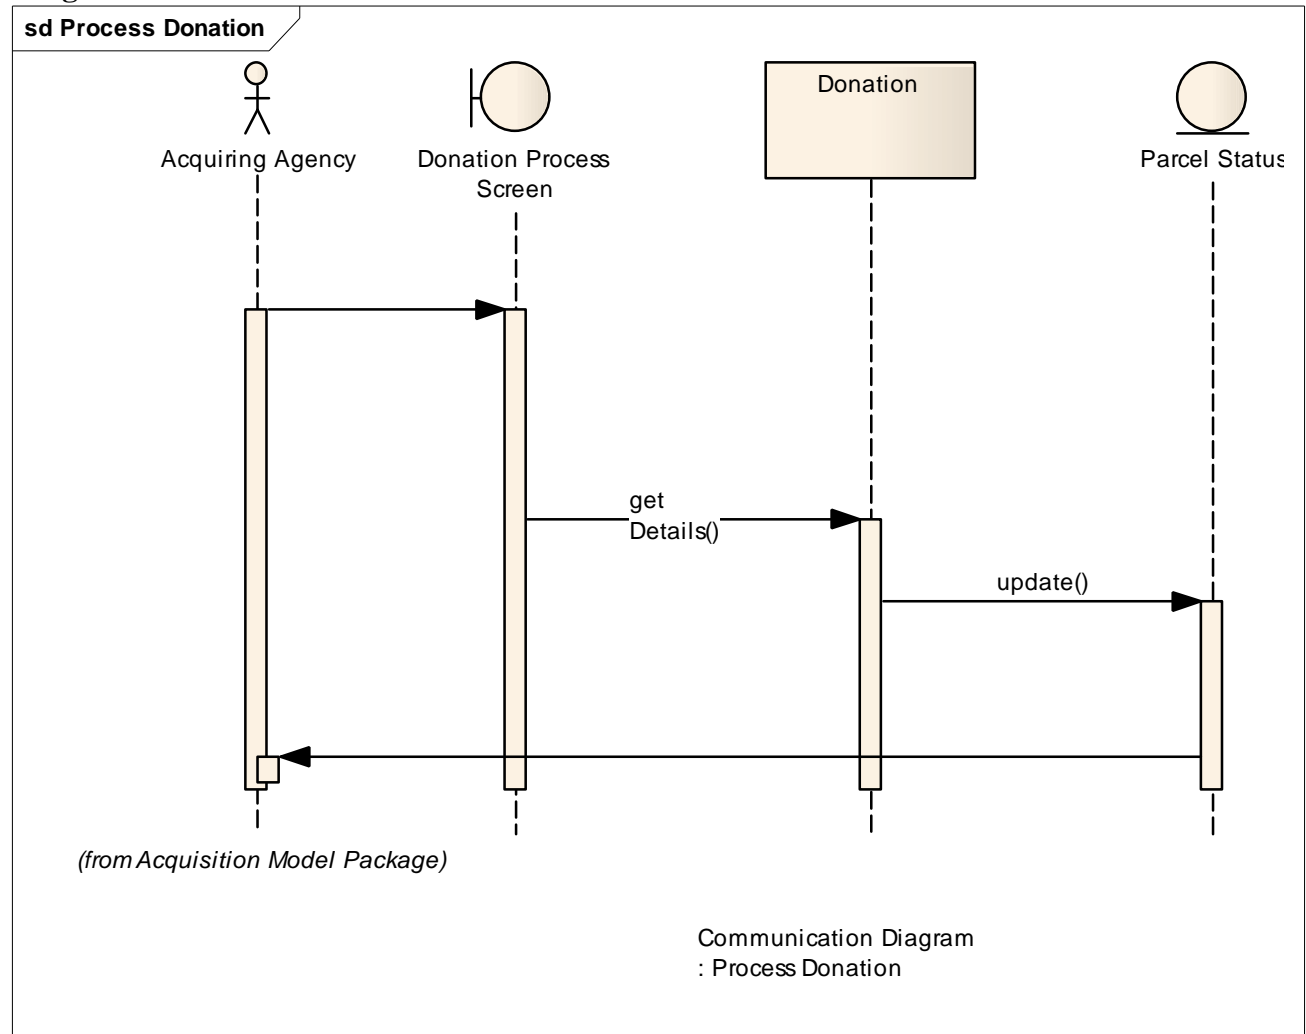 sd Process Donation
Acquiring Agency
Donation Process
Screen
Donation
Parcel Status
get
Details()
update()
(from Acquisition Model Package)
Communication Diagram
: Process Donation